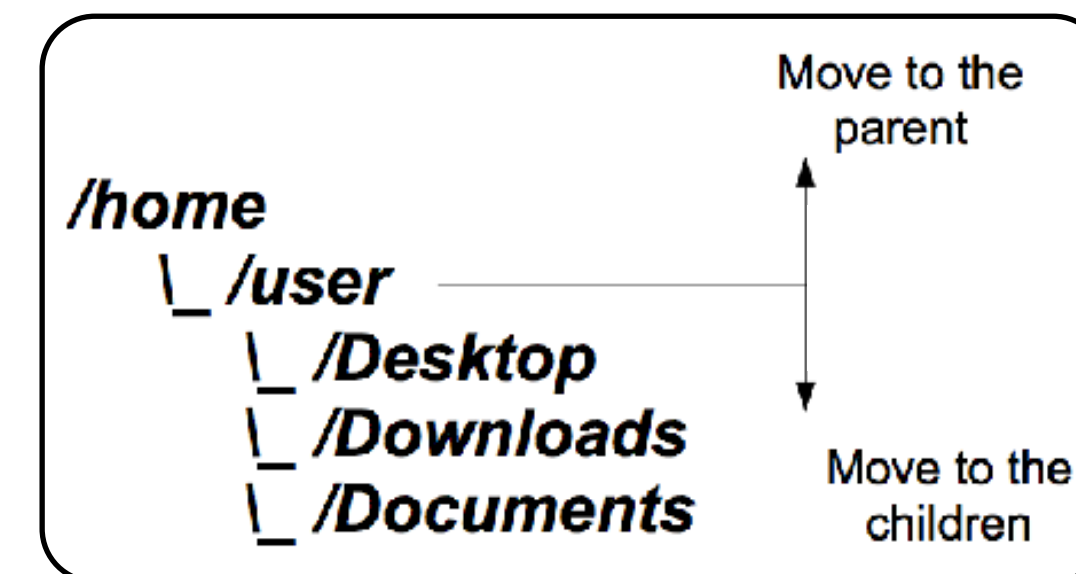 Move to the
parent
/home
\_ /user
\_ /Desktop
\_ /Downloads
\_ /Documents
Move to the
children